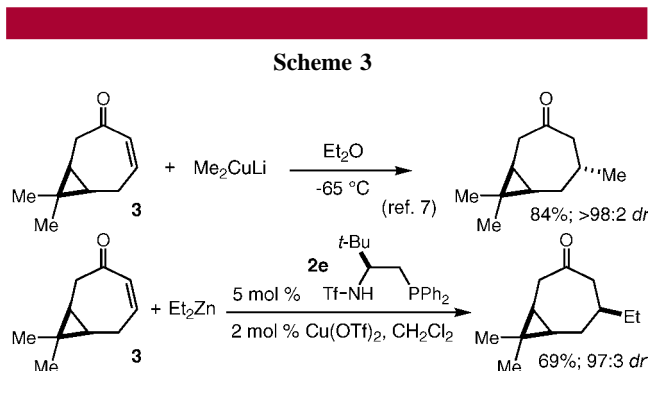 Scheme 3
O
+ Me2CuLi
Et2O
-65 °C
(ref. 7)
Me
Me
3
O
Me
Me
Me
84%; >98:2 dr
O
+ Et2Zn
Me
Me
3
t-Bu
2e
5 mol %
Tf-NH
PPh2
2 mol % Cu(OTf)2, CH2Cl2
O
Et
Me
Me
69%; 97:3 dr